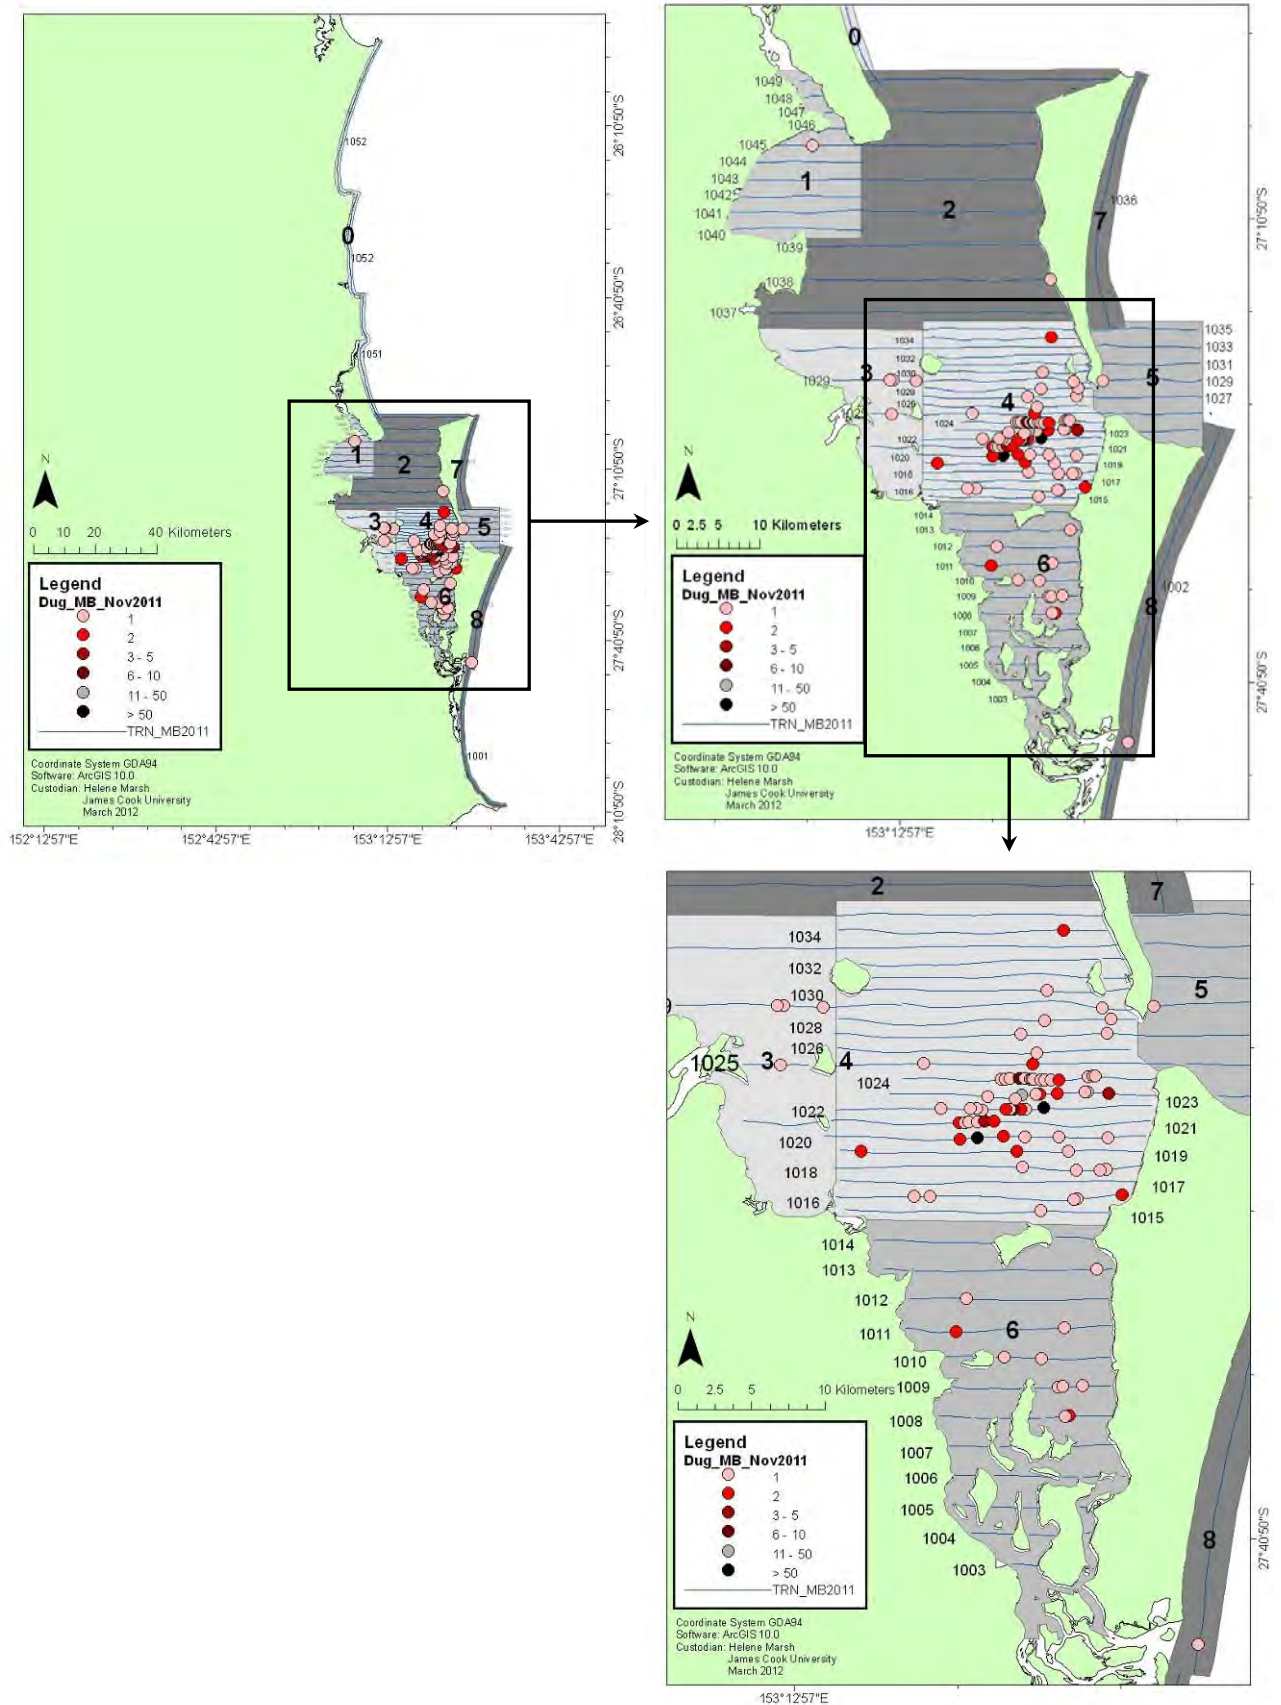 1052
0
1052
1051
1
2
7
3
4
5
6
8
1001
N
0 10 20 40 Kilometers
Legend
Dug_MB_Nov2011
1
2
3 - 5
6 - 10
11 - 50
> 50
TRN_MB2011
Coordinate System GDA94
Software: ArcGIS 10.0
Custodian: Helene Marsh
James Cook University
March 2012
26°10'50"S
26°40'50"S
27°10'50"S
27°40'50"S
28°10'50"S
152°12'57"E
152°42'57"E
153°12'57"E
153°42'57"E
0
1049
1048
1047
1046
1045
1044
1043
1042
1041
1040
1
2
7
1036
1039
1038
1037
1035
1034
1033
1032
1031
3
1030
1029
1029
5
1028
1027
1026
4
1025
1024
1023
1022
1021
1020
1019
1018
1017
1016
1015
1014
1013
1012
1011
6
1010
1009
1008
1007
1006
1005
1004
1003
1002
8
N
0 2.5 5 10 Kilometers
Legend
Dug_MB_Nov2011
1
2
3 - 5
6 - 10
11 - 50
> 50
TRN_MB2011
Coordinate System GDA94
Software: ArcGIS 10.0
Custodian: Helene Marsh
James Cook University
March 2012
27°10'50"S
27°40'50"S
153°12'57"E
2
7
1034
1032
1030
5
9
1028
1026
1025
3
4
1024
1023
1022
1021
1020
1019
1018
1017
1016
1015
1014
1013
1012
1011
6
1010
1009
1008
1007
1006
1005
1004
1003
8
N
0 2.5 5 10 Kilometers
Legend
Dug_MB_Nov2011
1
2
3 - 5
6 - 10
11 - 50
> 50
TRN_MB2011
Coordinate System GDA94
Software: ArcGIS 10.0
Custodian: Helene Marsh
James Cook University
March 2012
27°40'50"S
153°12'57"E